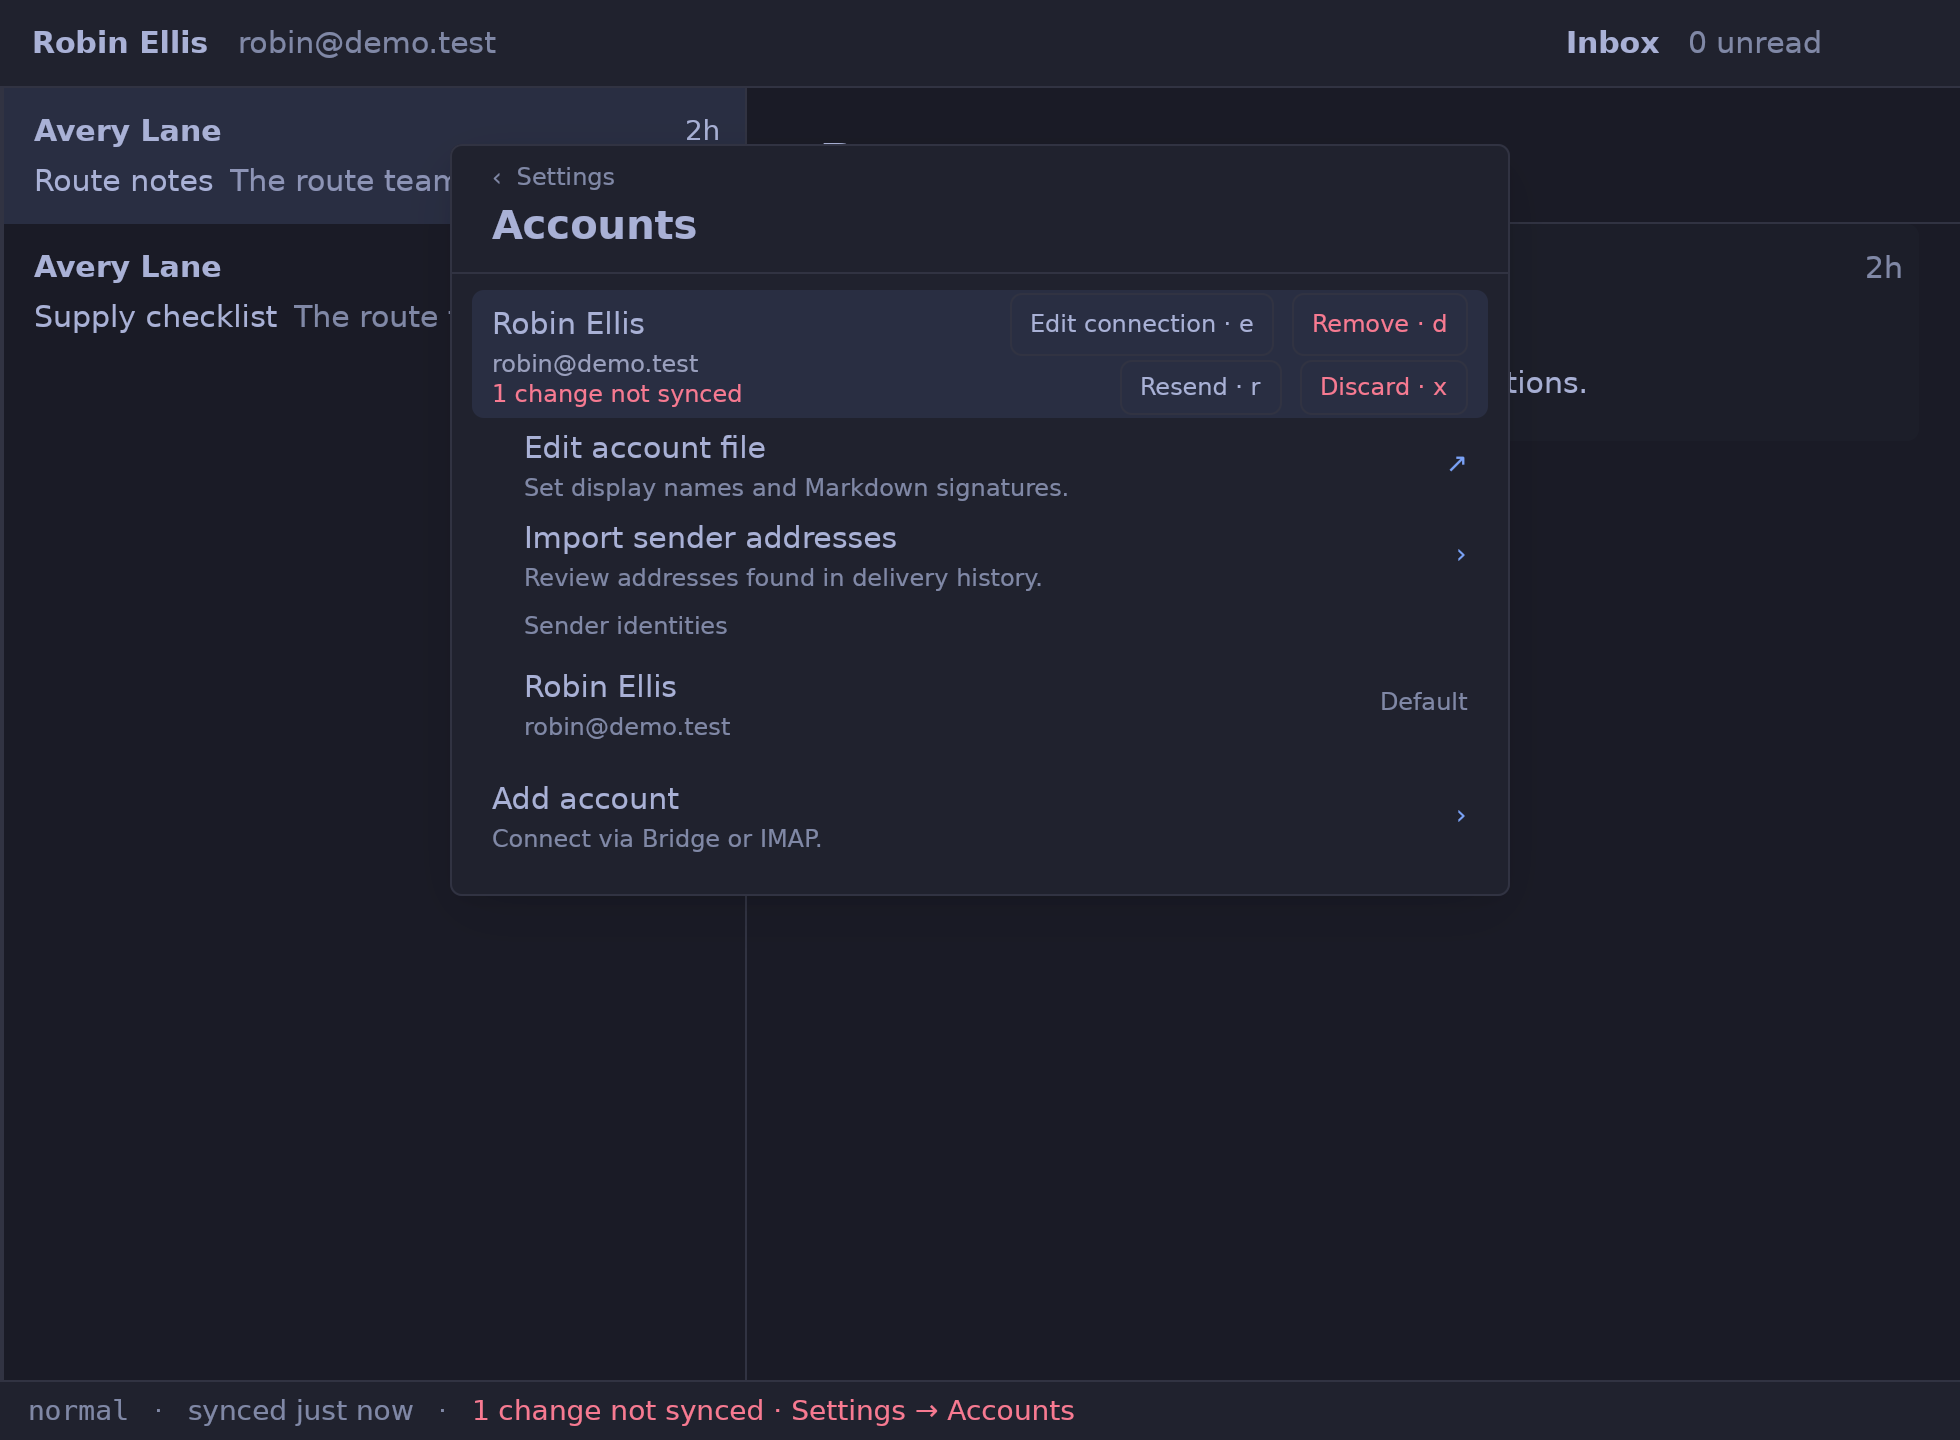 Robin Ellis robin@demo.test
Inbox 0 unread
Avery Lane 2h
Route notes The route team
Avery Lane
Supply checklist The route
‹ Settings
Accounts
Robin Ellis
robin@demo.test
1 change not synced
Edit connection · e
Remove · d
Resend · r
Discard · x
Edit account file ↗
Set display names and Markdown signatures.
Import sender addresses ›
Review addresses found in delivery history.
Sender identities
Robin Ellis
robin@demo.test
Default
Add account ›
Connect via Bridge or IMAP.
2h
tions.
normal · synced just now · 1 change not synced · Settings → Accounts